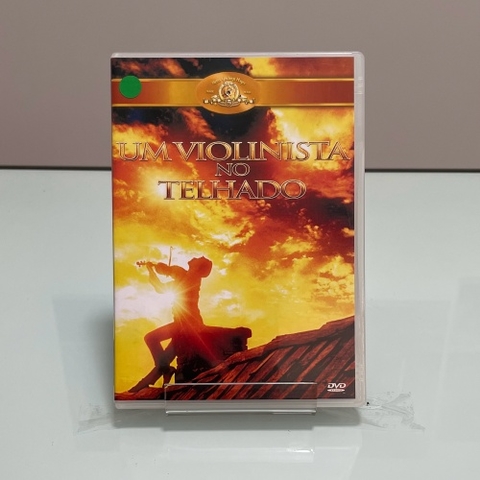 UM VIOLINISTA
NO
TELHADO
DVD